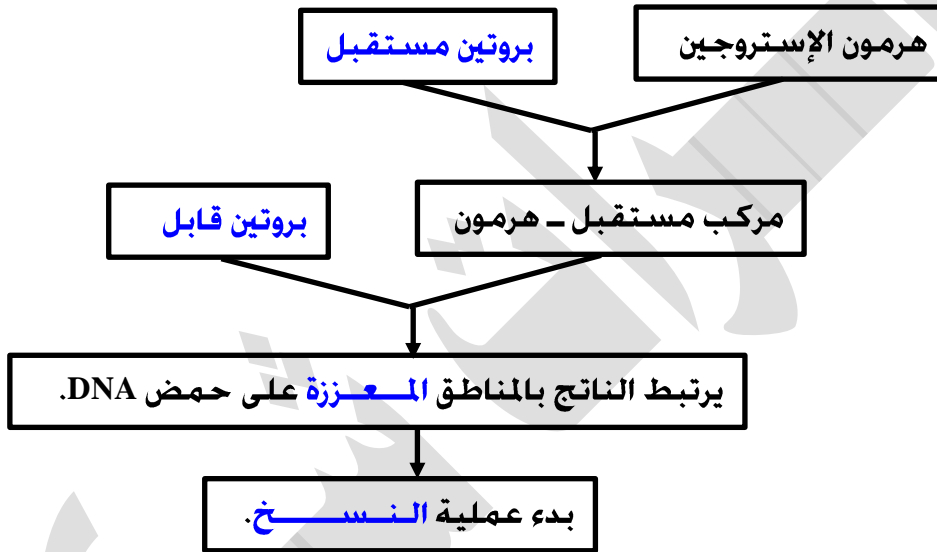 هرمون الإستروجين
بروتين مستقبل
مركب مستقبل – هرمون
بروتين قابل
يرتبط الناتج بالمناطق المعززة على حمض DNA.
بدء عملية النسخ.